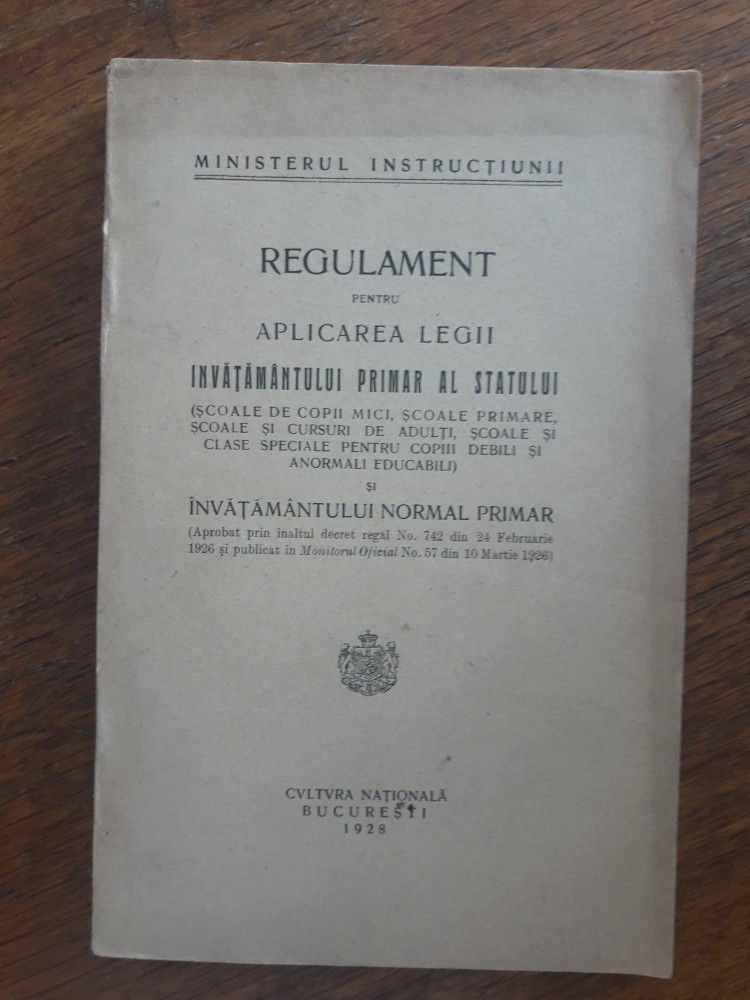 MINISTERUL INSTRUCȚIUNII
REGULAMENT
PENTRU
APLICAREA LEGII
INVĂȚĂMÂNTULUI PRIMAR AL STATULUI
(ȘCOALE DE COPII MICI, ȘCOALE PRIMARE,
ȘCOALE ȘI CURSURI DE ADULȚI, ȘCOALE ȘI
CLASE SPECIALE PENTRU COPIII DEBILI ȘI
ANORMALI EDUCABILI)
ȘI
ÎNVĂȚĂMÂNTULUI NORMAL PRIMAR
(Aprobat prin înaltul decret regal No. 742 din 24 Februarie
1926 și publicat în Monitorul Oficial No. 57 din 10 Martie 1926)
CVLTVRA NAȚIONALĂ
BUCUREȘTI
1928